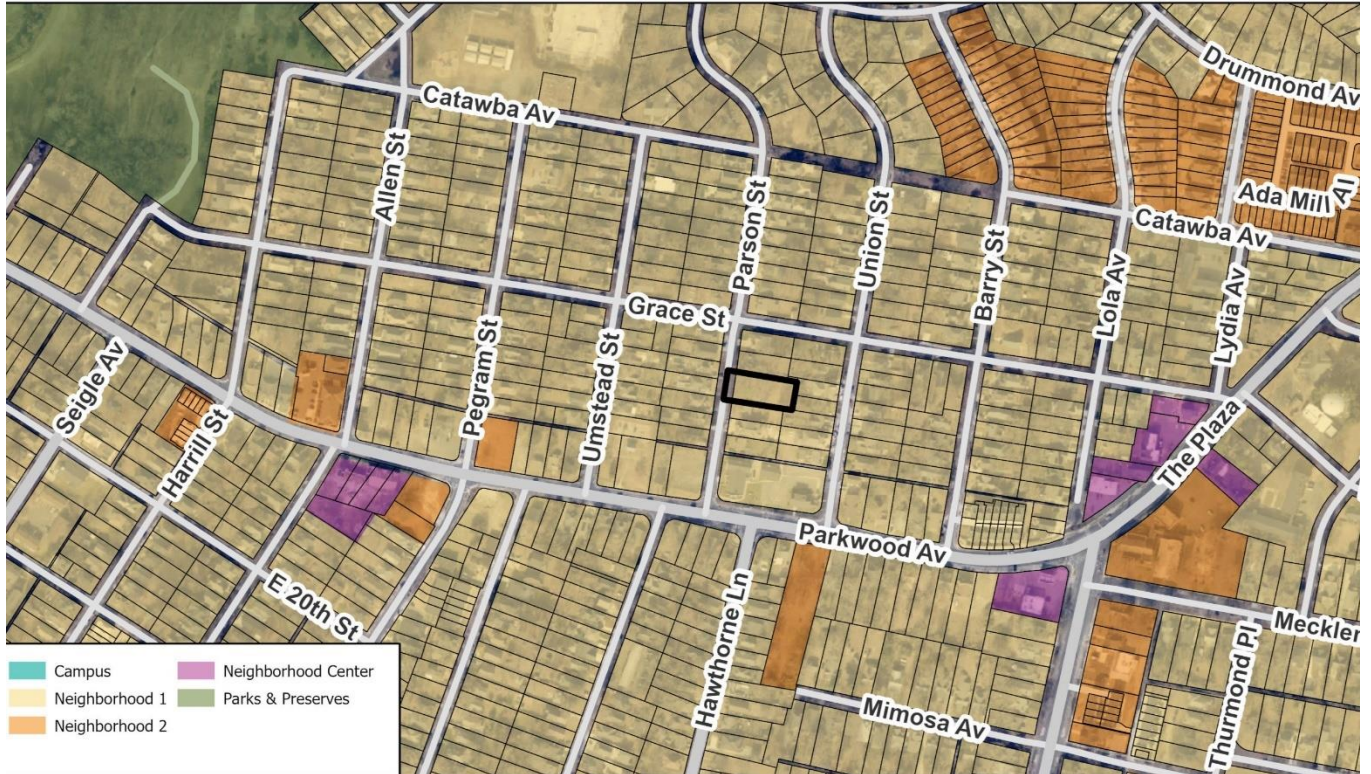 Drummond Av
Catawba Av
Allen St
Parson St
Union St
Barry St
Ada Mill Al
Catawba Av
Lola Av
Lydia Av
Grace St
Pegram St
Umstead St
Seigle Av
Harrill St
The Plaza
Parkwood Av
E 20th St
Hawthorne Ln
Meckler
Thurmond Pl
Mimosa Av
Campus
Neighborhood 1
Neighborhood 2
Neighborhood Center
Parks & Preserves